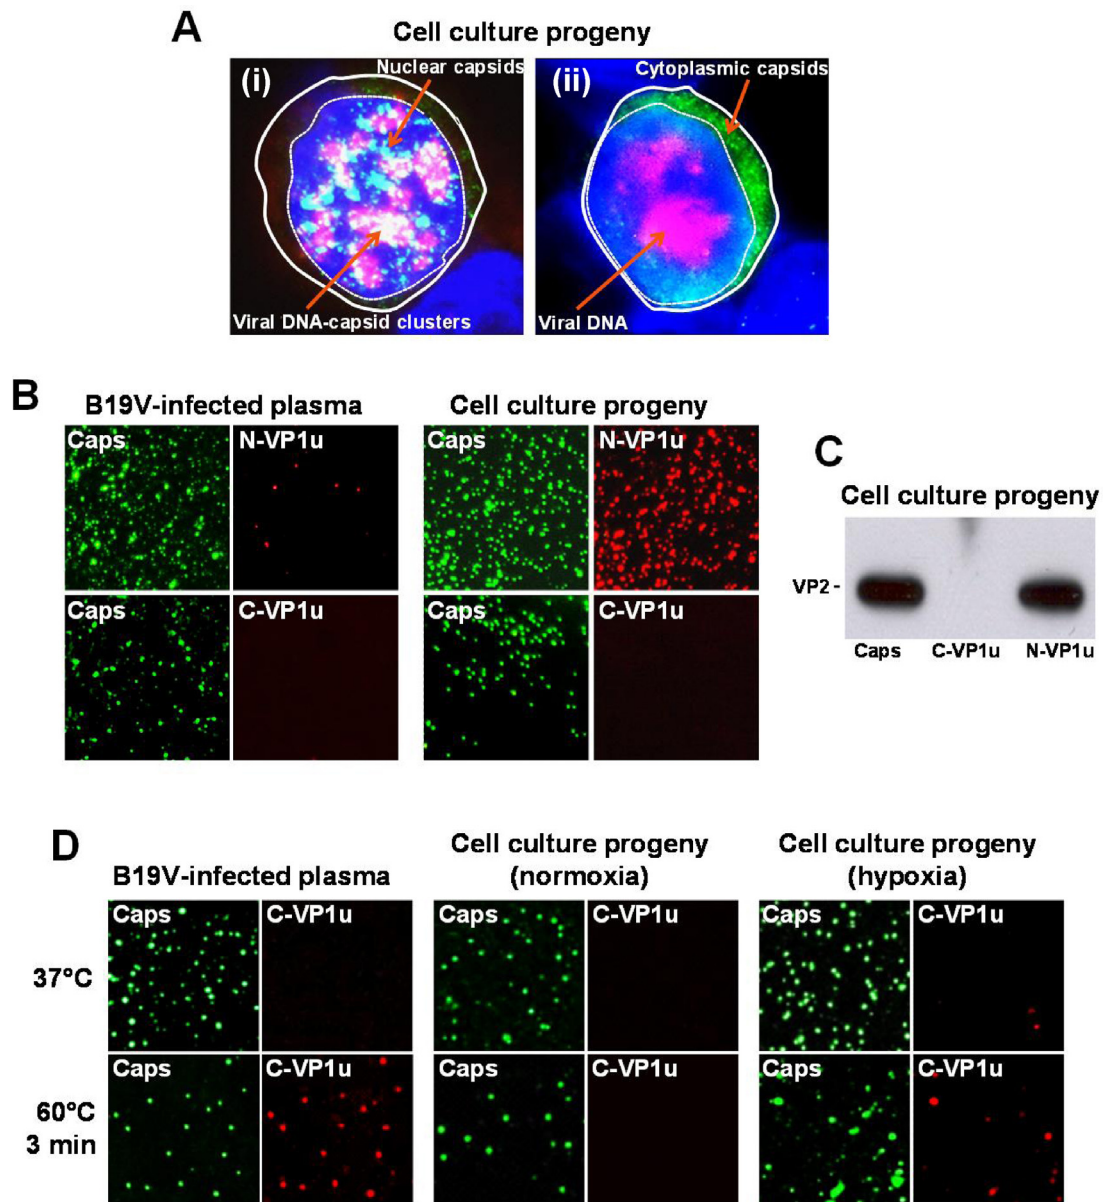 A
Cell culture progeny
(i)
Nuclear capsids
Viral DNA-capsid clusters
(ii)
Cytoplasmic capsids
Viral DNA
B
B19V-infected plasma
Cell culture progeny
Caps
N-VP1u
Caps
N-VP1u
Caps
C-VP1u
Caps
C-VP1u
C
Cell culture progeny
VP2 -
Caps C-VP1u N-VP1u
D
B19V-infected plasma
Cell culture progeny
(normoxia)
Cell culture progeny
(hypoxia)
37°C
Caps
C-VP1u
Caps
C-VP1u
Caps
C-VP1u
60°C
3 min
Caps
C-VP1u
Caps
C-VP1u
Caps
C-VP1u